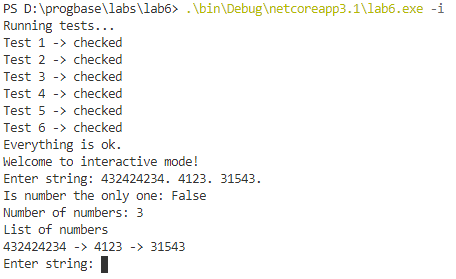 PS D:\progbase\labs\lab6> .\bin\Debug\netcoreapp3.1\lab6.exe -i
Running tests...
Test 1 -> checked
Test 2 -> checked
Test 3 -> checked
Test 4 -> checked
Test 5 -> checked
Test 6 -> checked
Everything is ok.
Welcome to interactive mode!
Enter string: 432424234. 4123. 31543.
Is number the only one: False
Number of numbers: 3
List of numbers
432424234 -> 4123 -> 31543
Enter string: